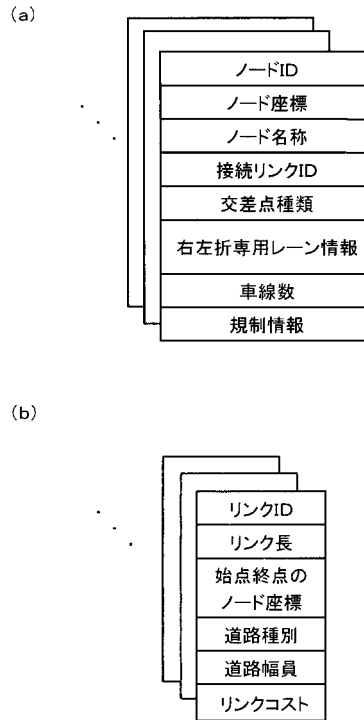 (a)
ノードID
ノード座標
ノード名称
接続リンクID
交差点種類
右左折専用レーン情報
車線数
規制情報
(b)
リンクID
リンク長
始点終点の
ノード座標
道路種別
道路幅員
リンクコスト